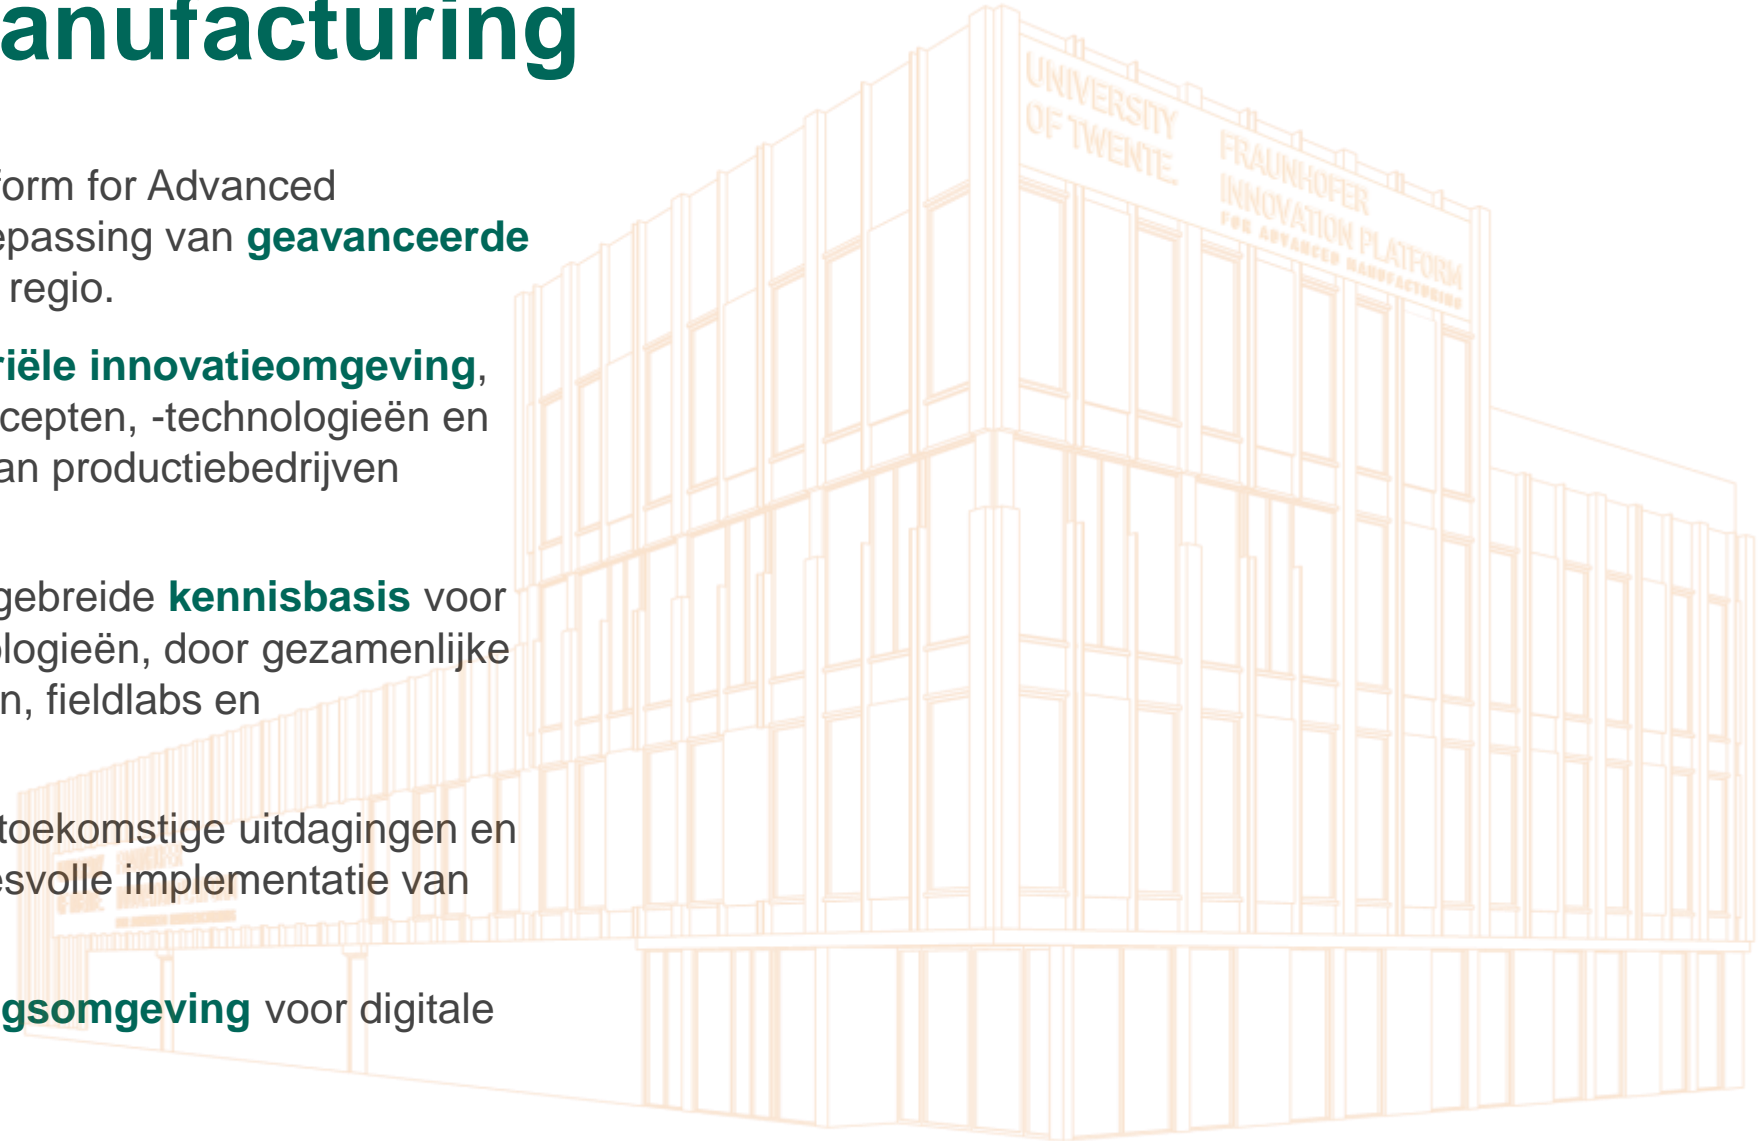 anufacturing
form for Advanced
epassing van geavanceerde
regio.
riële innovatieomgeving,
cepten, -technologieën en
an productiebedrijven
gebreide kennisbasis voor
ologieën, door gezamenlijke
n, fieldlabs en
toekomstige uitdagingen en
esvolle implementatie van
gsomgeving voor digitale
UNIVERSITY
OF TWENTE.
FRAUNHOFER
INNOVATION PLATFORM
FOR ADVANCED MANUFACTURING